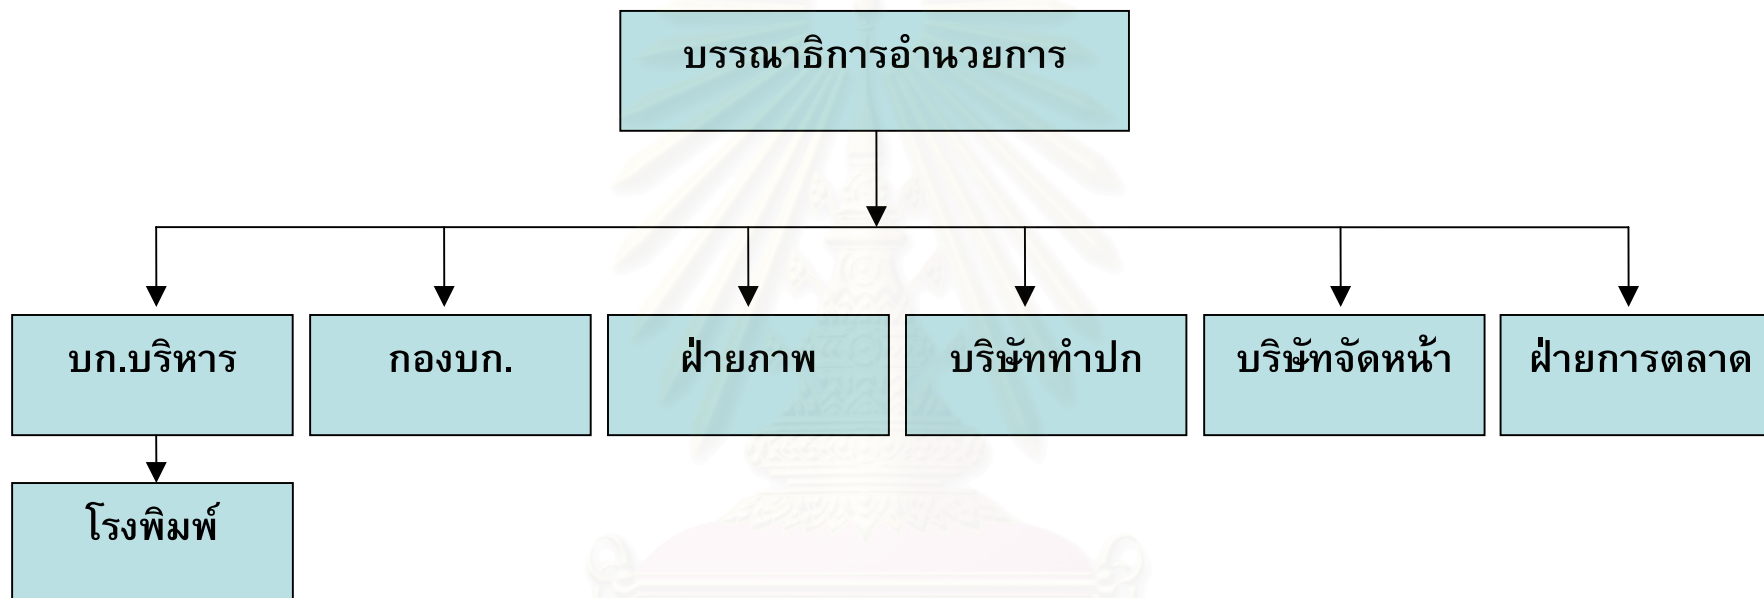 บรรณาธิการอำนวยการ
บก.บริหาร
กองบก.
ฝ่ายภาพ
บริษัททำปก
บริษัทจัดหน้า
ฝ่ายการตลาด
โรงพิมพ์